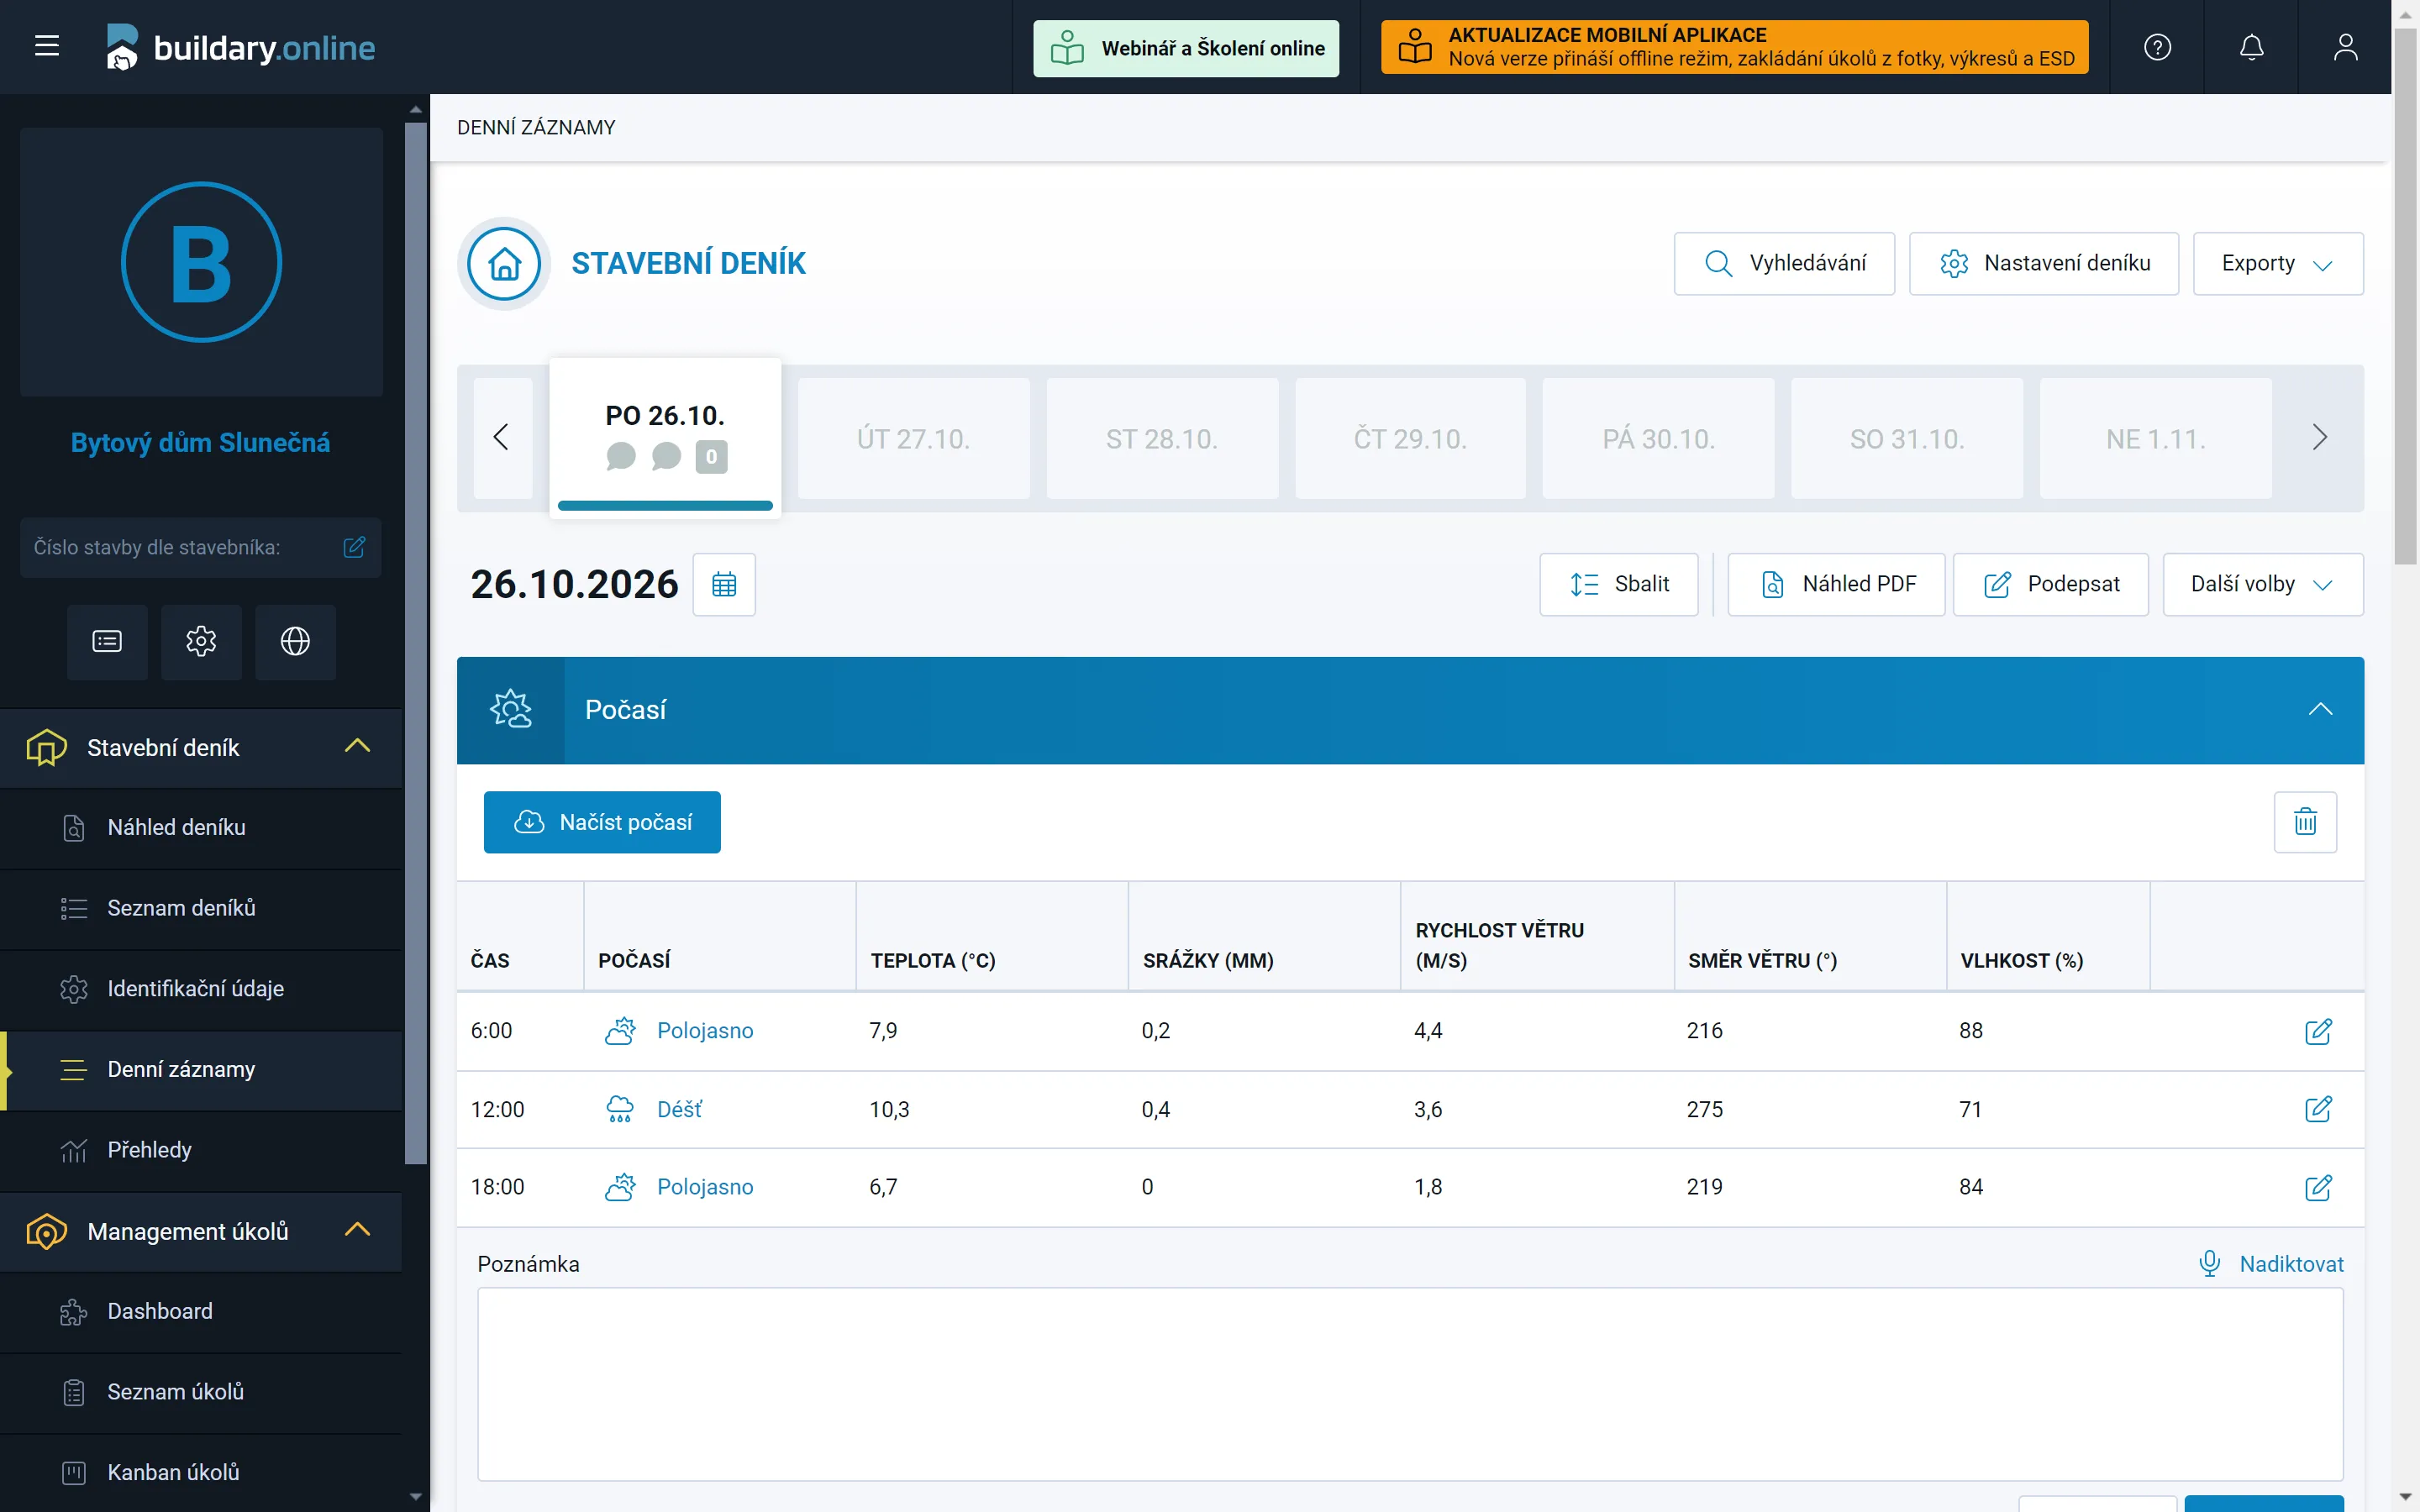 buildary.online
Webinář a Školení online
AKTUALIZACE MOBILNÍ APLIKACE
Nová verze přináší offline režim, zakládání úkolů z fotky, výkresů a ESD
B
Bytový dům Slunečná
Číslo stavby dle stavebníka:
Stavební deník
Náhled deníku
Seznam deníků
Identifikační údaje
Denní záznamy
Přehledy
Management úkolů
Dashboard
Seznam úkolů
Kanban úkolů
DENNÍ ZÁZNAMY
STAVEBNÍ DENÍK
Vyhledávání
Nastavení deníku
Exporty
PO 26.10.
0
ÚT 27.10.
ST 28.10.
ČT 29.10.
PÁ 30.10.
SO 31.10.
NE 1.11.
26.10.2026
Sbalit
Náhled PDF
Podepsat
Další volby
Počasí
Načíst počasí
ČAS POČASÍ TEPLOTA (°C) SRÁŽKY (MM) RYCHLOST VĚTRU (M/S) SMĚR VĚTRU (°) VLHKOST (%)
6:00 Polojasno 7,9 0,2 4,4 216 88
12:00 Déšť 10,3 0,4 3,6 275 71
18:00 Polojasno 6,7 0 1,8 219 84
Poznámka
Nadiktovat